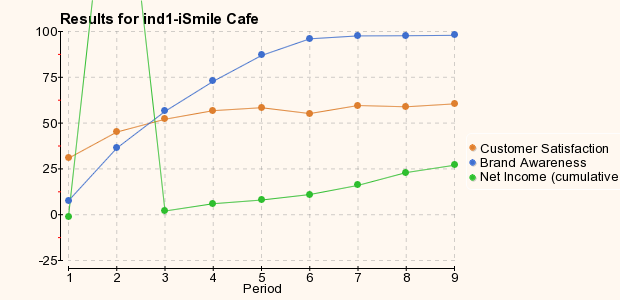 Results for ind1-iSmile Cafe
100
75
50
25
0
-25
1 2 3 4 5 6 7 8 9
Period
Customer Satisfaction
Brand Awareness
Net Income (cumulative